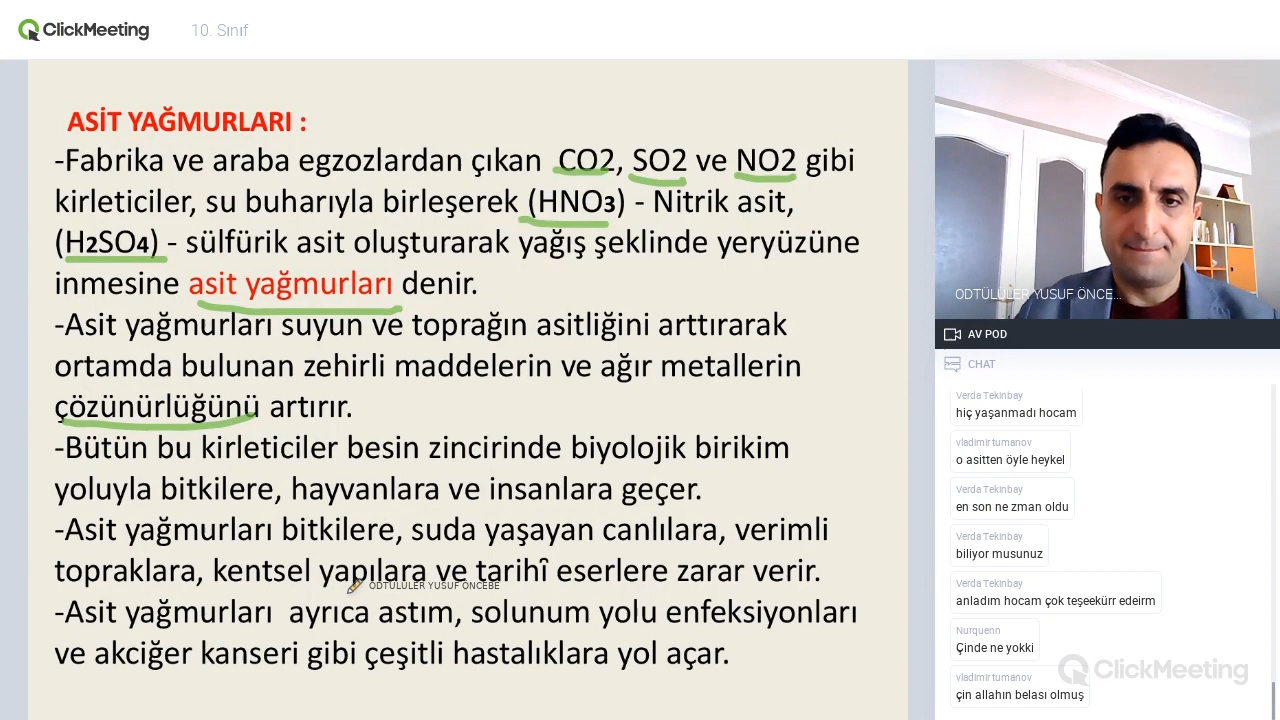 ClickMeeting
10. Sınıf
ASİT YAĞMURLARI :
-Fabrika ve araba egzozlardan çıkan CO2, SO2 ve NO2 gibi
kirleticiler, su buharıyla birleşerek (HNO3) - Nitrik asit,
(H2SO4) - sülfürik asit oluşturarak yağış şeklinde yeryüzüne
inmesine asit yağmurları denir.
-Asit yağmurları suyun ve toprağın asitliğini arttırarak
ortamda bulunan zehirli maddelerin ve ağır metallerin
çözünürlüğünü artırır.
-Bütün bu kirleticiler besin zincirinde biyolojik birikim
yoluyla bitkilere, hayvanlara ve insanlara geçer.
-Asit yağmurları bitkilere, suda yaşayan canlılara, verimli
topraklara, kentsel yapılara ve tarihî eserlere zarar verir.
ODTÜLÜLER YUSUF ÖNCEBE
-Asit yağmurları ayrıca astım, solunum yolu enfeksiyonları
ve akciğer kanseri gibi çeşitli hastalıklara yol açar.
ODTÜLÜLER YUSUF ÖNCE...
AV POD
CHAT
Verda Tekinbay
hiç yaşanmadı hocam
vladimir tumanov
o asitten öyle heykel
Verda Tekinbay
en son ne zman oldu
Verda Tekinbay
biliyor musunuz
Verda Tekinbay
anladım hocam çok teşeekürr edeirm
Nurquenn
Çinde ne yokki
vladimir tumanov
çin allahın belası olmuş
ClickMeeting